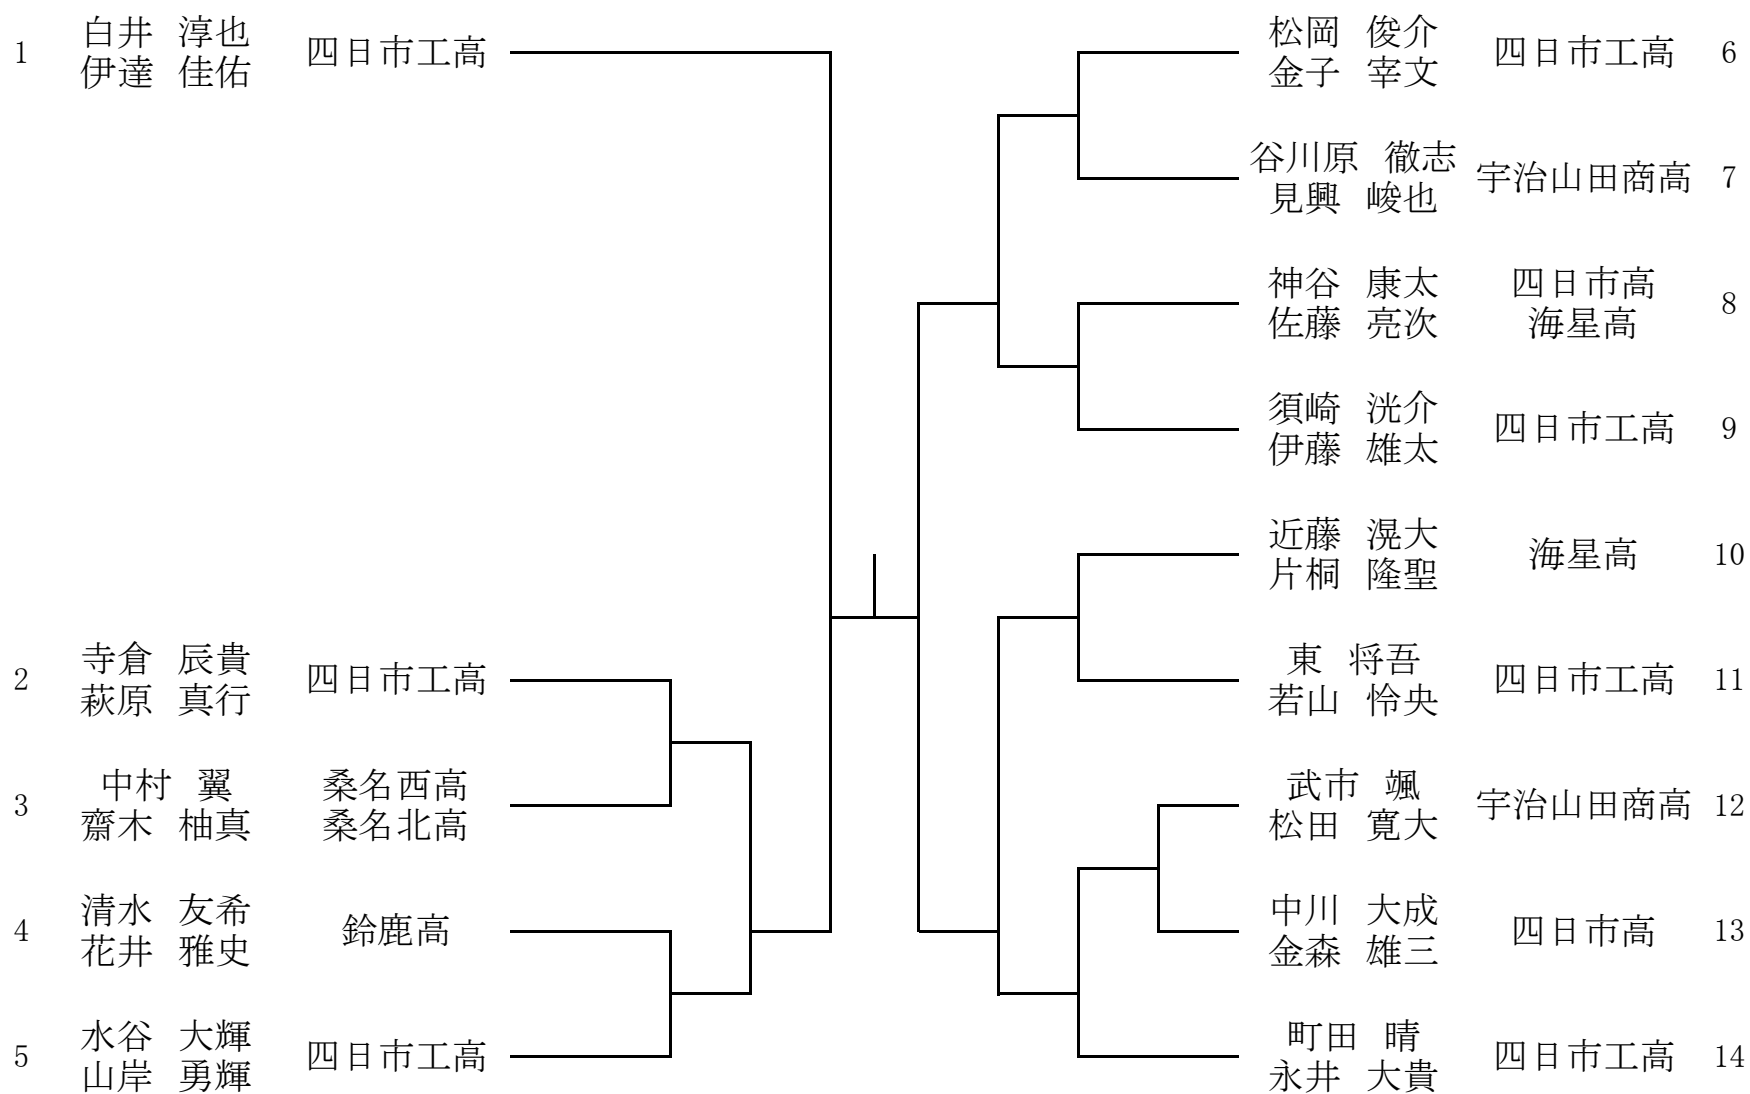 1 白井 淳也 四日市工高
伊達 佳佑
2 寺倉 辰貴 四日市工高
萩原 真行
3 中村 翼 桑名西高
齋木 柚真 桑名北高
4 清水 友希 鈴鹿高
花井 雅史
5 水谷 大輝 四日市工高
山岸 勇輝
松岡 俊介 四日市工高 6
金子 宰文
谷川原 徹志 宇治山田商高 7
見興 峻也
神谷 康太 四日市高 8
佐藤 亮次 海星高
須崎 洸介 四日市工高 9
伊藤 雄太
近藤 滉大 海星高 10
片桐 隆聖
東 将吾 四日市工高 11
若山 怜央
武市 颯 宇治山田商高 12
松田 寛大
中川 大成 四日市高 13
金森 雄三
町田 晴 四日市工高 14
永井 大貴